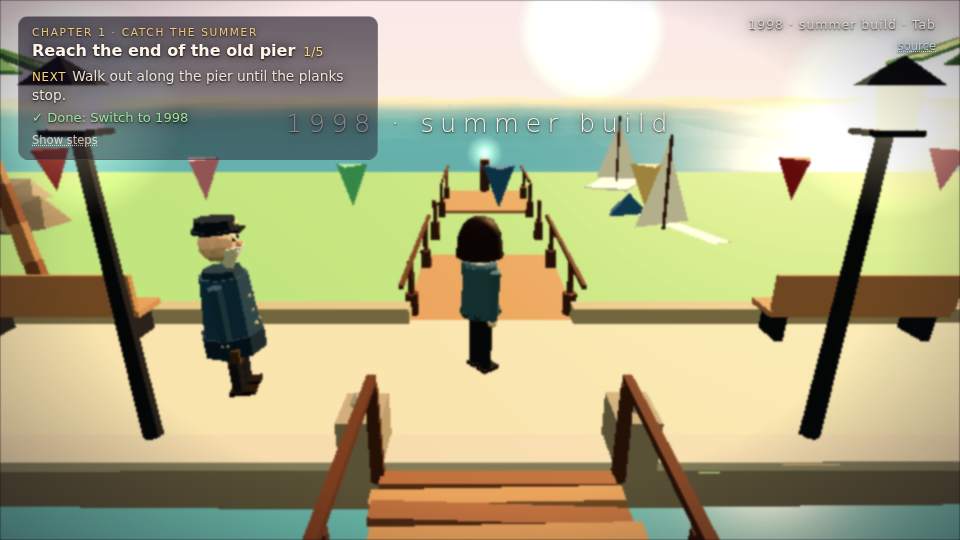 CHAPTER 1 · CATCH THE SUMMER
Reach the end of the old pier 1/5
NEXT Walk out along the pier until the planks
stop.
✓ Done: Switch to 1998
Show steps
1998 · summer build · Tab
source
1998 · summer build